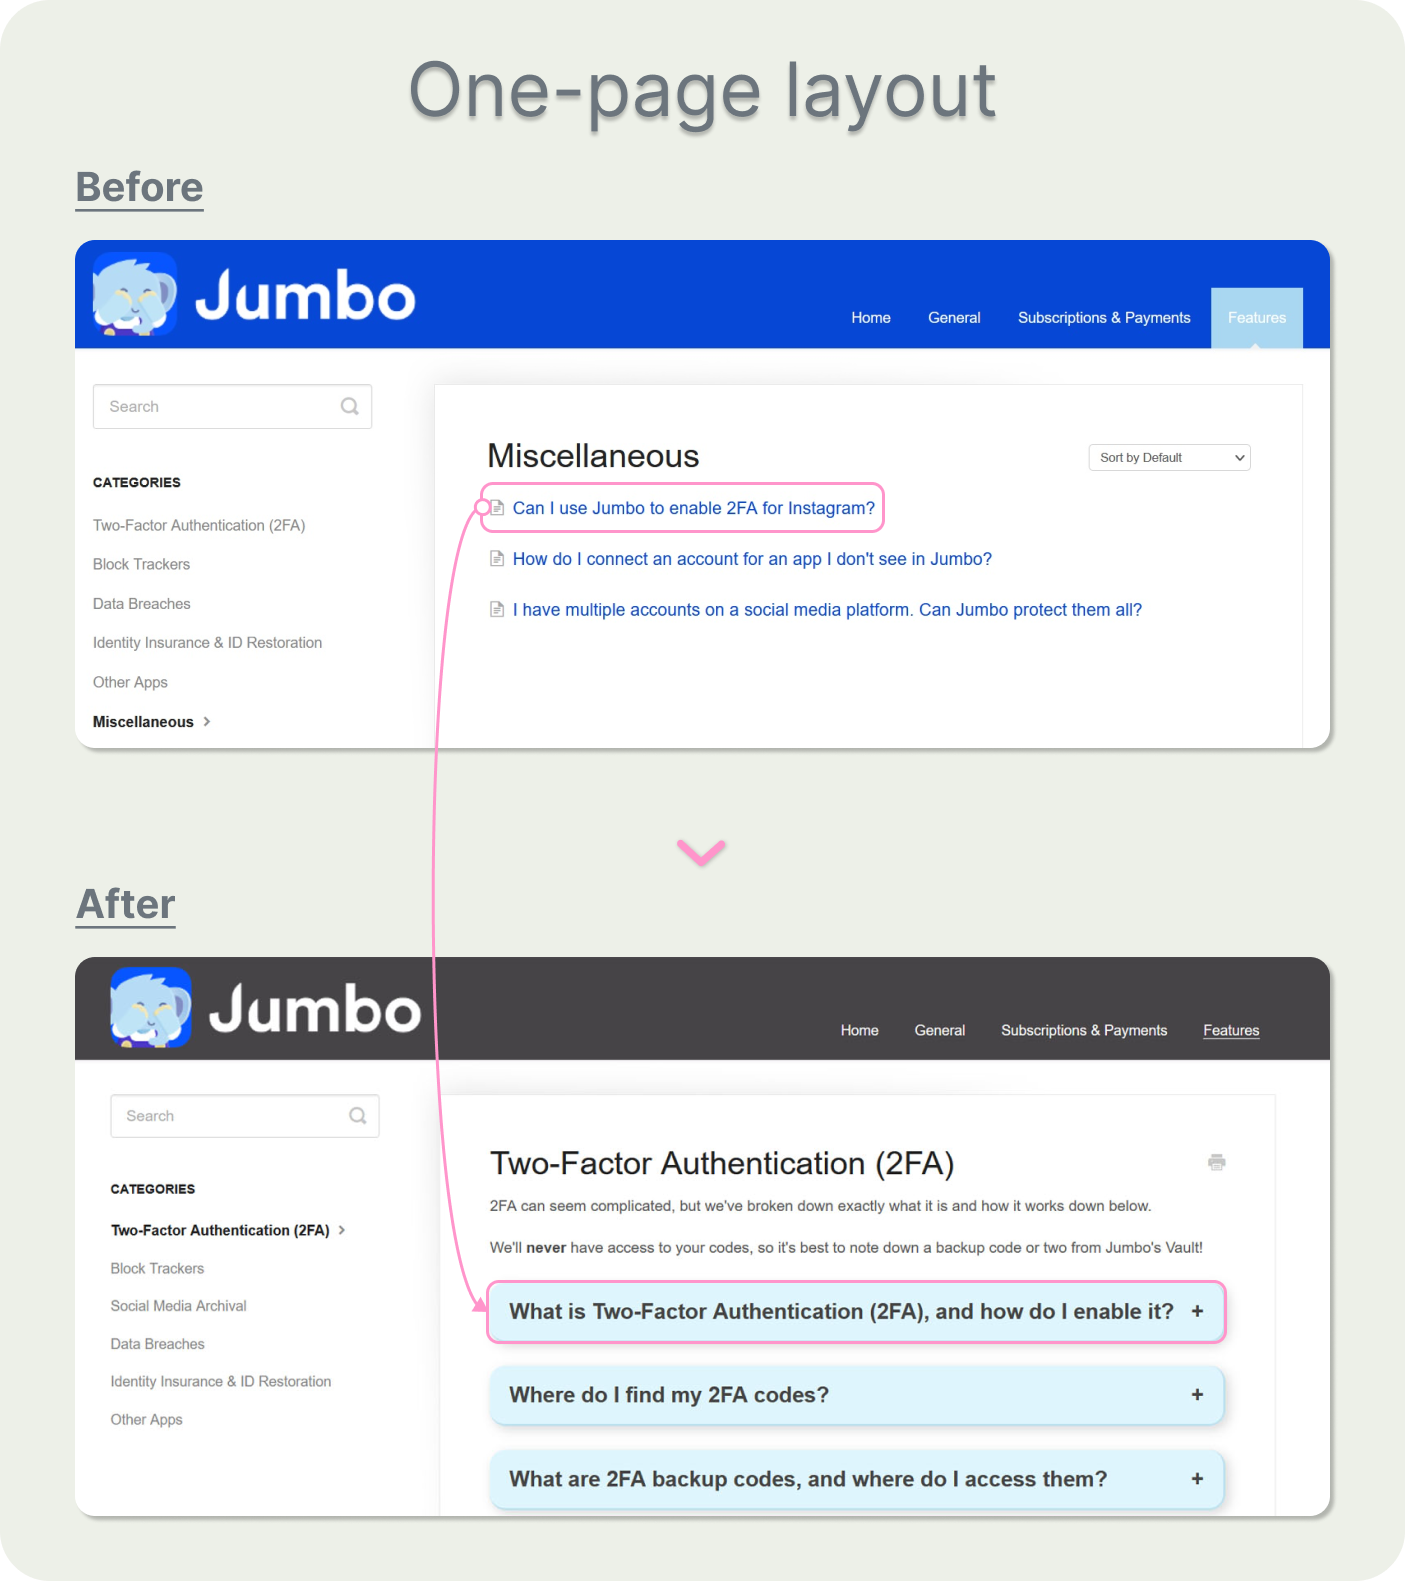 One-page layout
Before
Jumbo
Home General Subscriptions & Payments Features
Search
CATEGORIES
Two-Factor Authentication (2FA)
Block Trackers
Data Breaches
Identity Insurance & ID Restoration
Other Apps
Miscellaneous
Miscellaneous
Sort by Default
Can I use Jumbo to enable 2FA for Instagram?
How do I connect an account for an app I don't see in Jumbo?
I have multiple accounts on a social media platform. Can Jumbo protect them all?
After
Jumbo
Home General Subscriptions & Payments Features
Search
CATEGORIES
Two-Factor Authentication (2FA)
Block Trackers
Social Media Archival
Data Breaches
Identity Insurance & ID Restoration
Other Apps
Two-Factor Authentication (2FA)
2FA can seem complicated, but we've broken down exactly what it is and how it works down below.
We'll never have access to your codes, so it's best to note down a backup code or two from Jumbo's Vault!
What is Two-Factor Authentication (2FA), and how do I enable it? +
Where do I find my 2FA codes? +
What are 2FA backup codes, and where do I access them? +